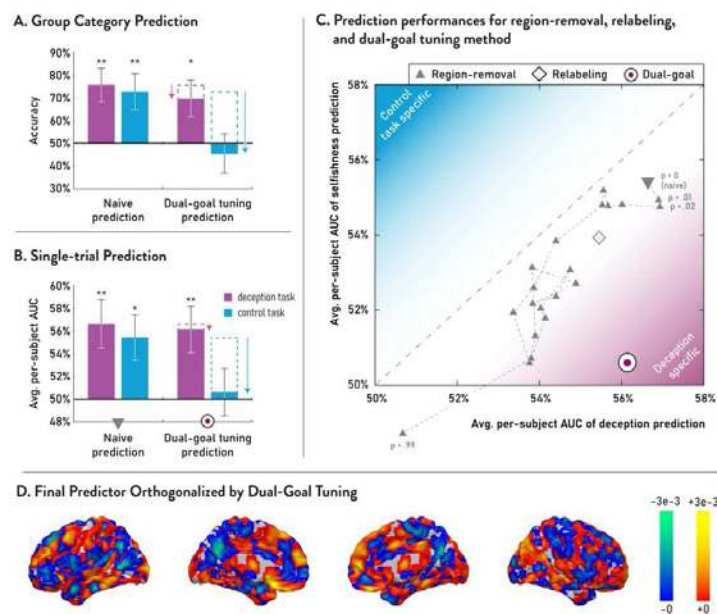 A. Group Category Prediction
90%
80%
70%
60%
50%
40%
30%
Accuracy
** ** *
Naive prediction
Dual-goal tuning prediction
B. Single-trial Prediction
60%
58%
56%
54%
52%
50%
48%
Avg. per-subject AUC
** * **
deception task
control task
Naive prediction
Dual-goal tuning prediction
C. Prediction performances for region-removal, relabeling,
and dual-goal tuning method
Region-removal Relabeling Dual-goal
58%
56%
54%
52%
50%
Avg. per-subject AUC of selfishness prediction
Control task specific
p = 0
(naive)
p = .01
p = .02
Deception specific
p = .99
50% 52% 54% 56% 58%
Avg. per-subject AUC of deception prediction
D. Final Predictor Orthogonalized by Dual-Goal Tuning
-3e-3 +3e-3
-0 +0